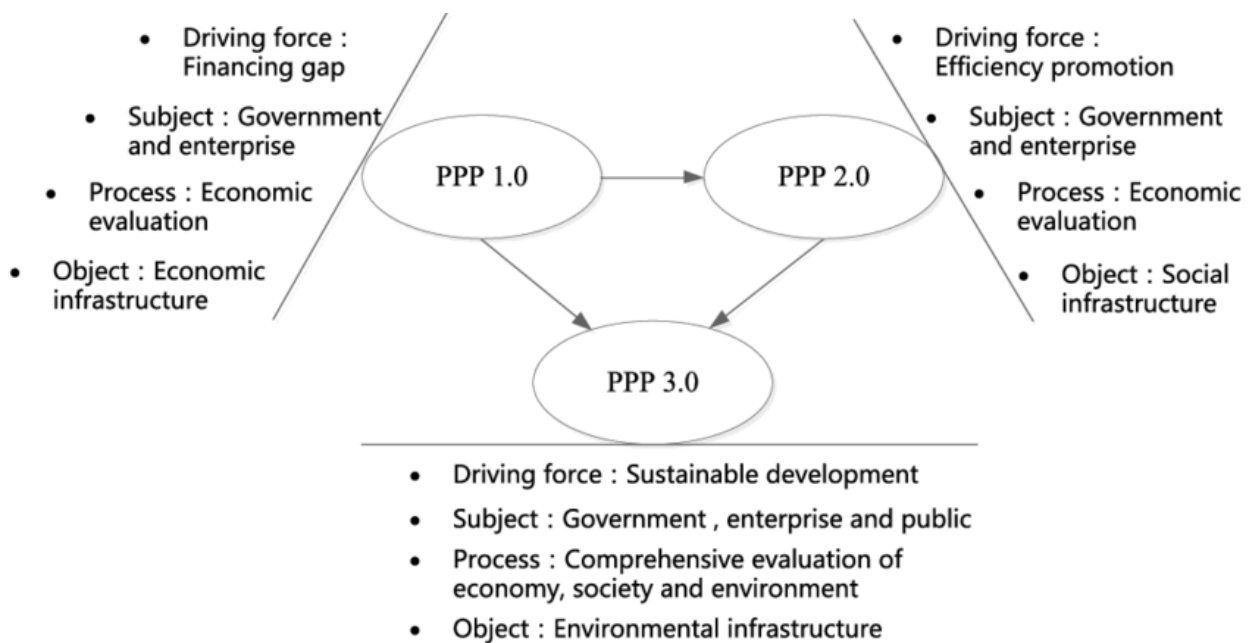 • Driving force : Financing gap
• Subject : Government
and enterprise
• Process : Economic
evaluation
• Object : Economic
infrastructure
PPP 1.0
PPP 2.0
• Driving force :
Efficiency promotion
• Subject : Government
and enterprise
• Process : Economic
evaluation
• Object : Social
infrastructure
PPP 3.0
• Driving force : Sustainable development
• Subject : Government , enterprise and public
• Process : Comprehensive evaluation of
economy, society and environment
• Object : Environmental infrastructure